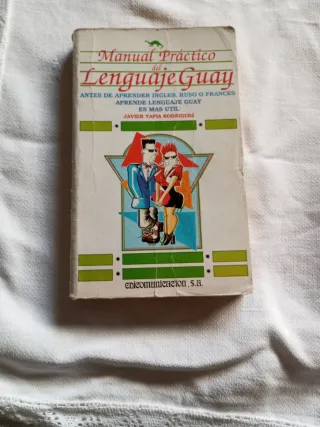 Manual Práctico
del
Lenguaje Guay
ANTES DE APRENDER INGLES, RUSO O FRANCES
APRENDE LENGUAJE GUAY
ES MAS UTIL
JAVIER TAPIA RODRIGUEZ
EDICOMUNICACION, S.A.